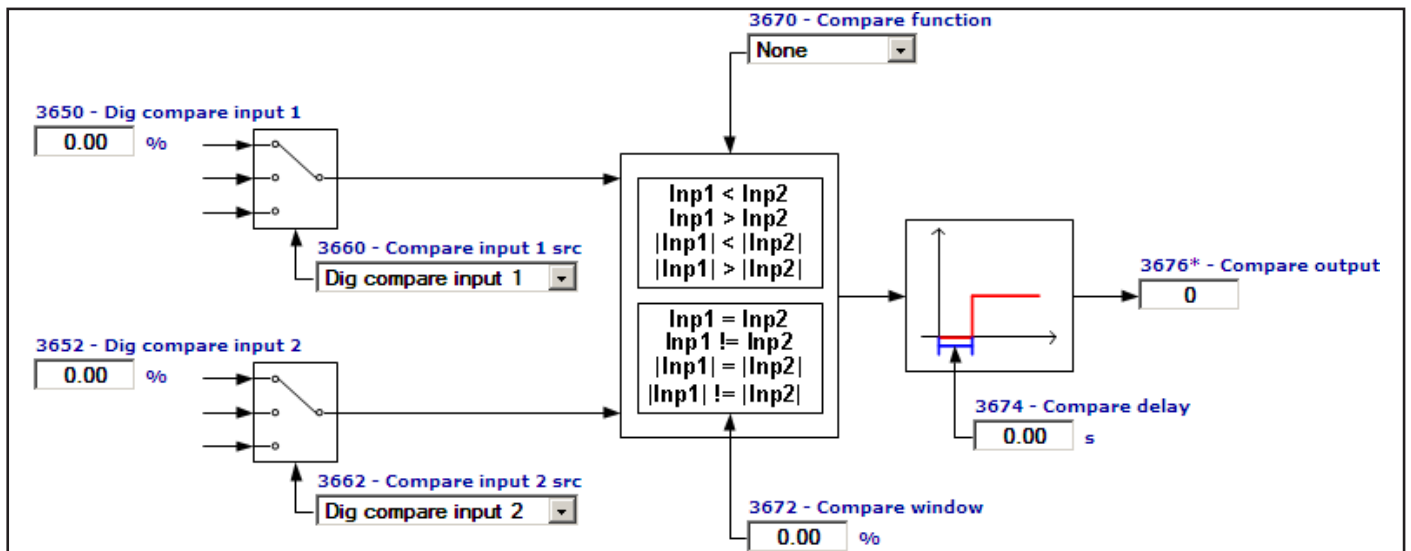 3670 - Compare function
None
3650 - Dig compare input 1
0.00 %
3660 - Compare input 1 src
Dig compare input 1
Inp1 < Inp2
Inp1 > Inp2
|Inp1| < |Inp2|
|Inp1| > |Inp2|
Inp1 = Inp2
Inp1 != Inp2
|Inp1| = |Inp2|
|Inp1| != |Inp2|
3676* - Compare output
0
3652 - Dig compare input 2
0.00 %
3662 - Compare input 2 src
Dig compare input 2
3674 - Compare delay
0.00 s
3672 - Compare window
0.00 %